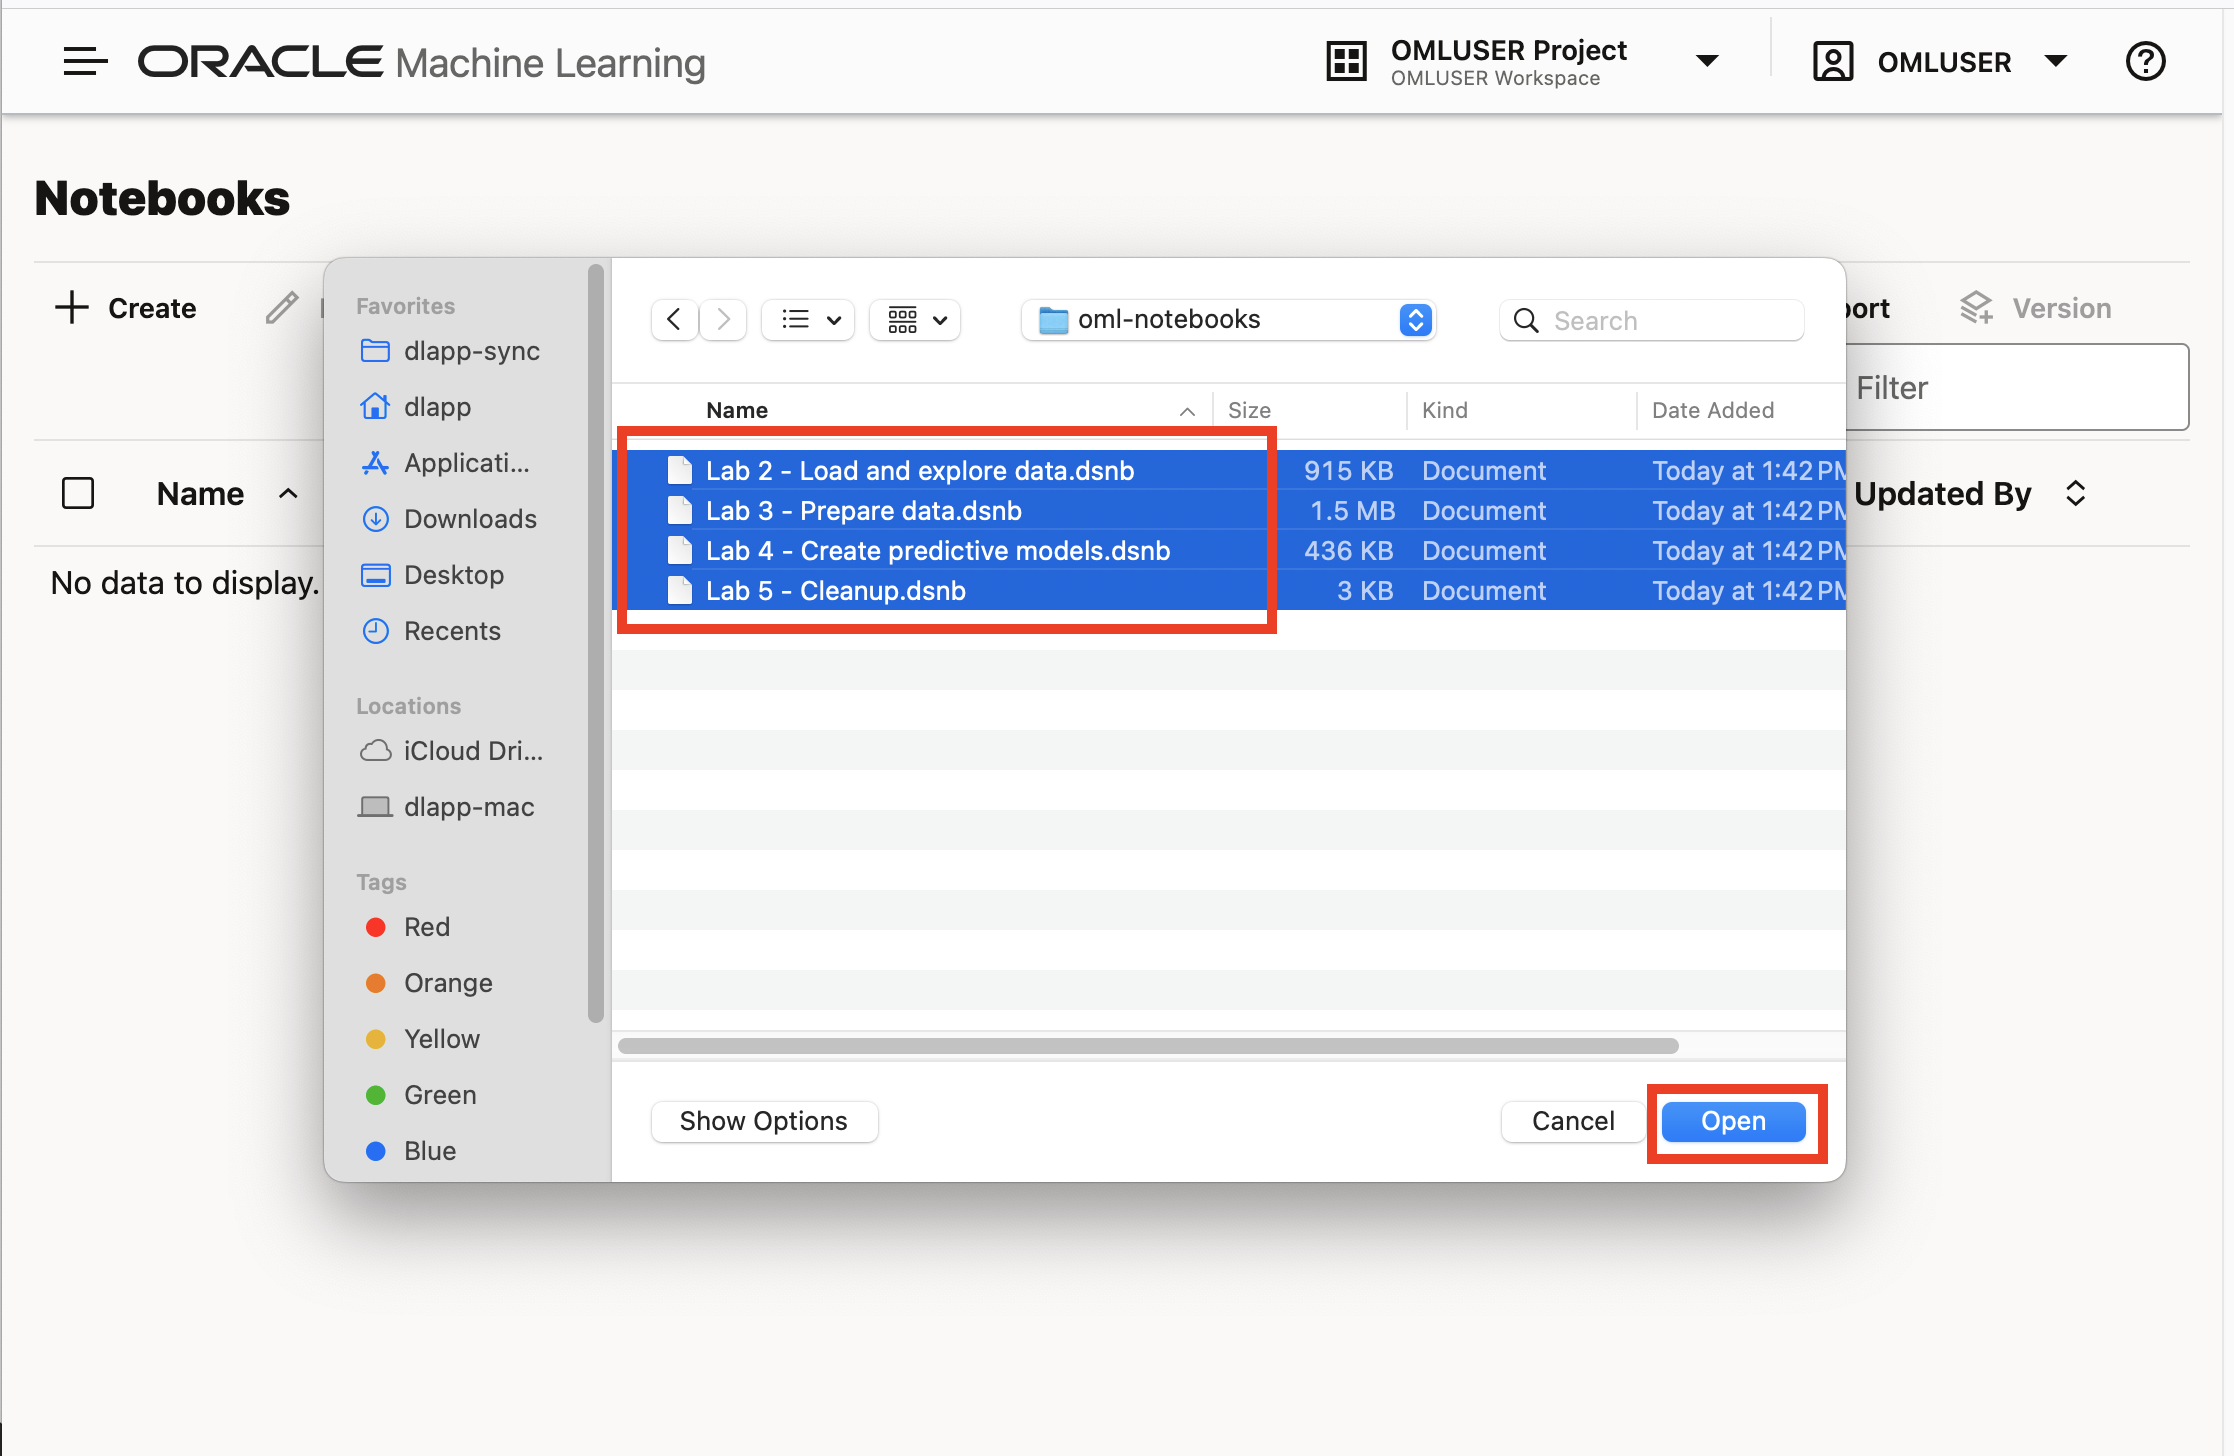 ORACLE Machine Learning
OMLUSER Project
OMLUSER Workspace
OMLUSER
Notebooks
Create
Version
Filter
Name
Updated By
No data to display.
Favorites
dlapp-sync
dlapp
Applicati...
Downloads
Desktop
Recents
Locations
iCloud Dri...
dlapp-mac
Tags
Red
Orange
Yellow
Green
Blue
oml-notebooks
Search
Name Size Kind Date Added
Lab 2 - Load and explore data.dsnb 915 KB Document Today at 1:42 PM
Lab 3 - Prepare data.dsnb 1.5 MB Document Today at 1:42 PM
Lab 4 - Create predictive models.dsnb 436 KB Document Today at 1:42 PM
Lab 5 - Cleanup.dsnb 3 KB Document Today at 1:42 PM
Show Options
Cancel
Open